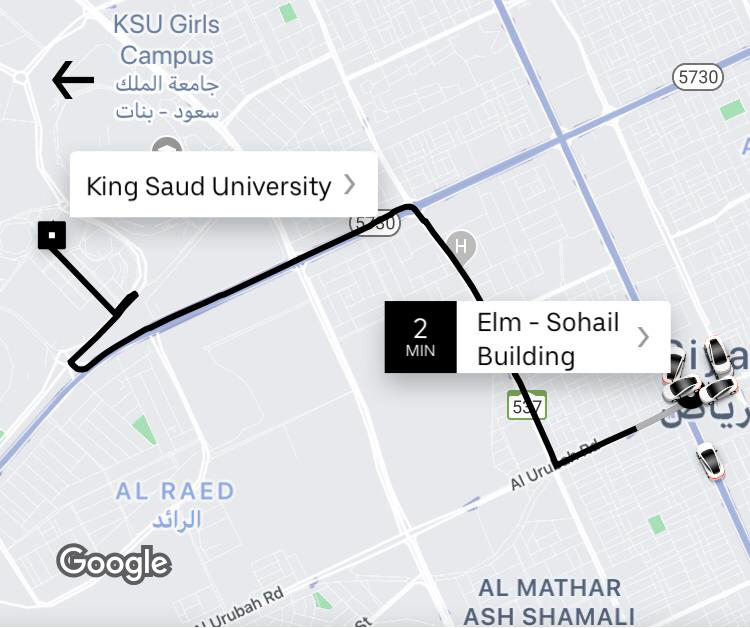 KSU Girls
Campus
جامعة الملك
سعود - بنات
5730
King Saud University
5730
H
2
MIN
Elm - Sohail
Building
537
Al Urubah Rd
AL RAED
الرائد
Google
AL MATHAR
ASH SHAMALI
Al Urubah Rd
St